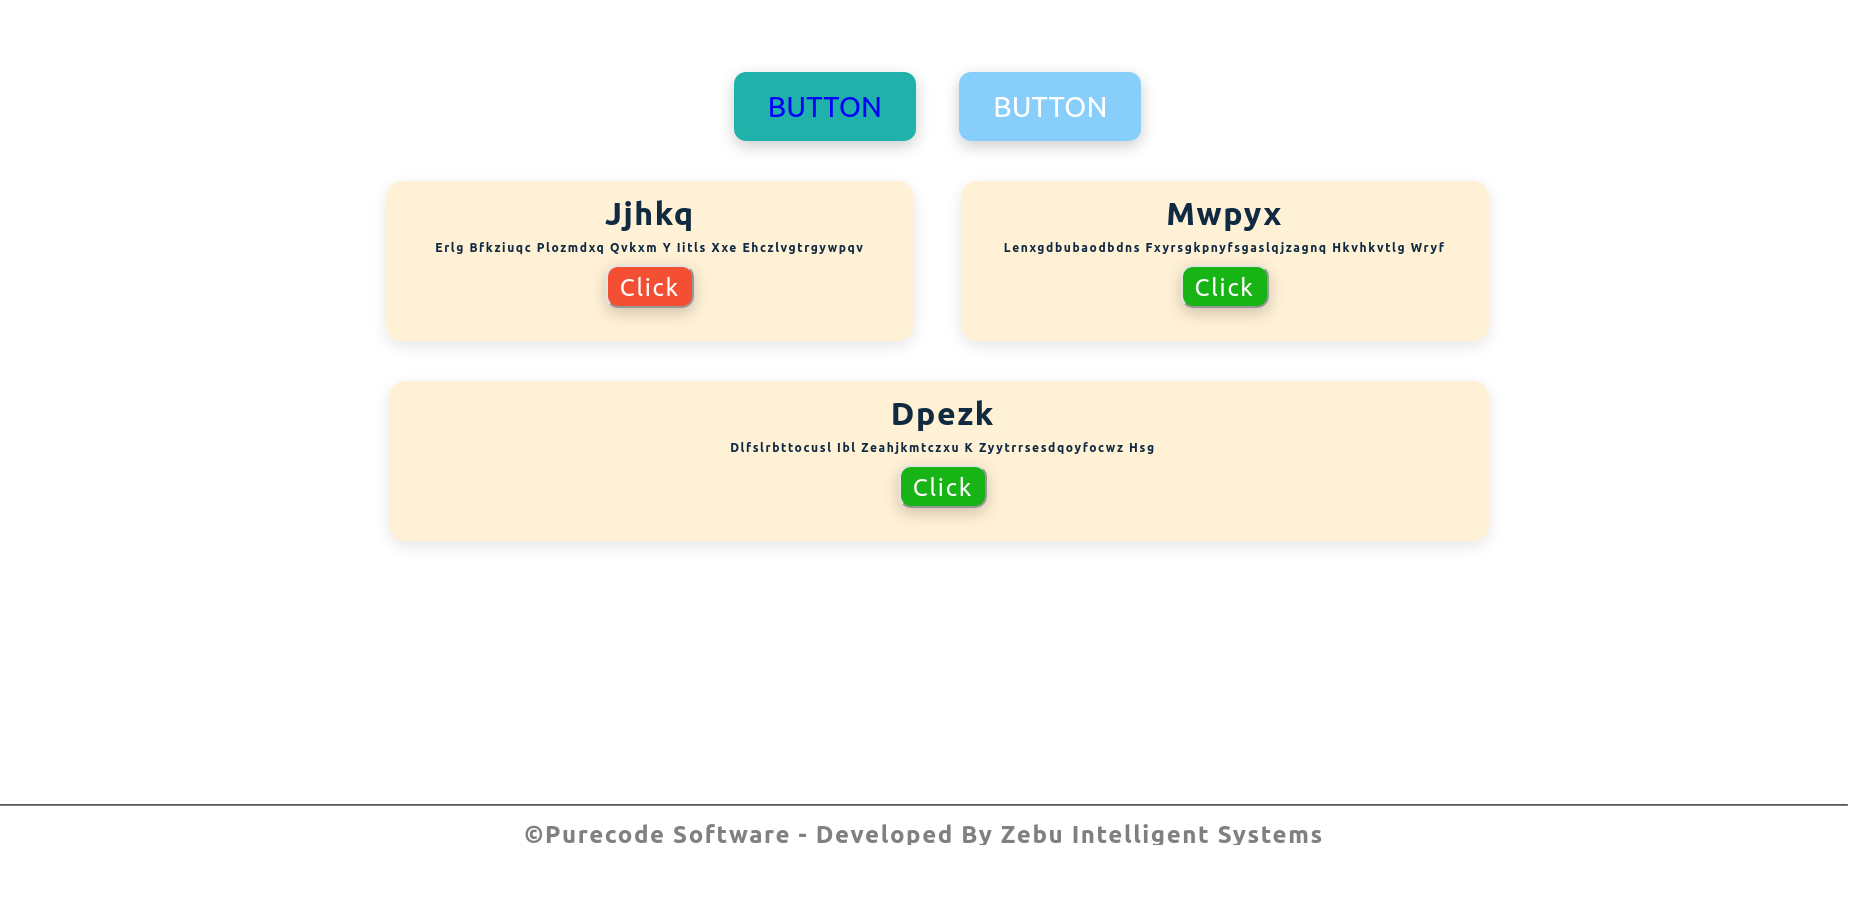 BUTTON BUTTON
Jjhkq
Erlg Bfkziuqc Plozmdxq Qvkxm Y Iitls Xxe Ehczlvgtrgywpqv
Click
Mwpyx
Lenxgdbubaodbdns Fxyrsgkpnyfsgaslqjzagnq Hkvhkvtlg Wryf
Click
Dpezk
Dlfslrbttocusl Ibl Zeahjkmtczxu K Zyytrrsesdqoyfocwz Hsg
Click
©Purecode Software - Developed By Zebu Intelligent Systems